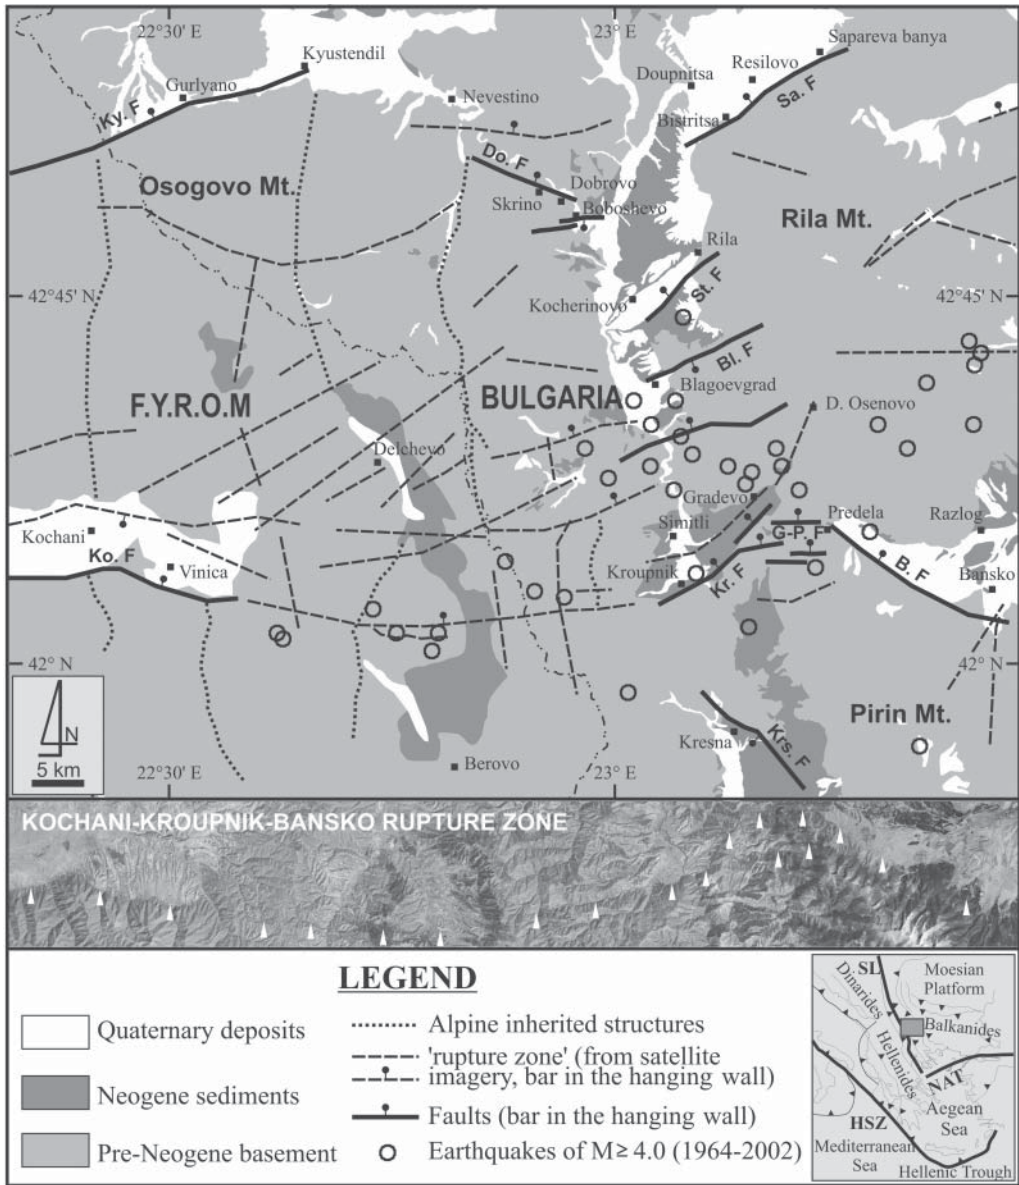 22°30' E
23° E
Sapareva banya
Kyustendil
Resilovo
Doupnitsa
Gurlyano
Nevestino
Sa. F
Ky. F
Bistritsa
Do. F
Osogovo Mt.
Dobrovo
Skrino
Boboshevo
Rila Mt.
Rila
42°45' N
42°45' N
Kocherinovo
St. F
Bl. F
Blagoevgrad
F.Y.R.O.M
BULGARIA
D. Osenovo
Delchevo
Gradevo
Predela
Razlog
Kochani
Simitli
G-P. F
Ko. F
Vinica
Kroupnik
Kr. F
B. F
Bansko
42° N
42° N
N
Pirin Mt.
Kresna
Krs. F
5 km
22°30' E
23° E
Berovo
KOCHANI-KROUPNIK-BANSKO RUPTURE ZONE
LEGEND
Quaternary deposits
Neogene sediments
Pre-Neogene basement
Alpine inherited structures
'rupture zone' (from satellite
imagery, bar in the hanging wall)
Faults (bar in the hanging wall)
Earthquakes of M≥ 4.0 (1964-2002)
SL
Dinarides
Moesian
Platform
Balkanides
Hellenides
NAT
HSZ
Aegean
Sea
Mediterranean
Sea
Hellenic Trough